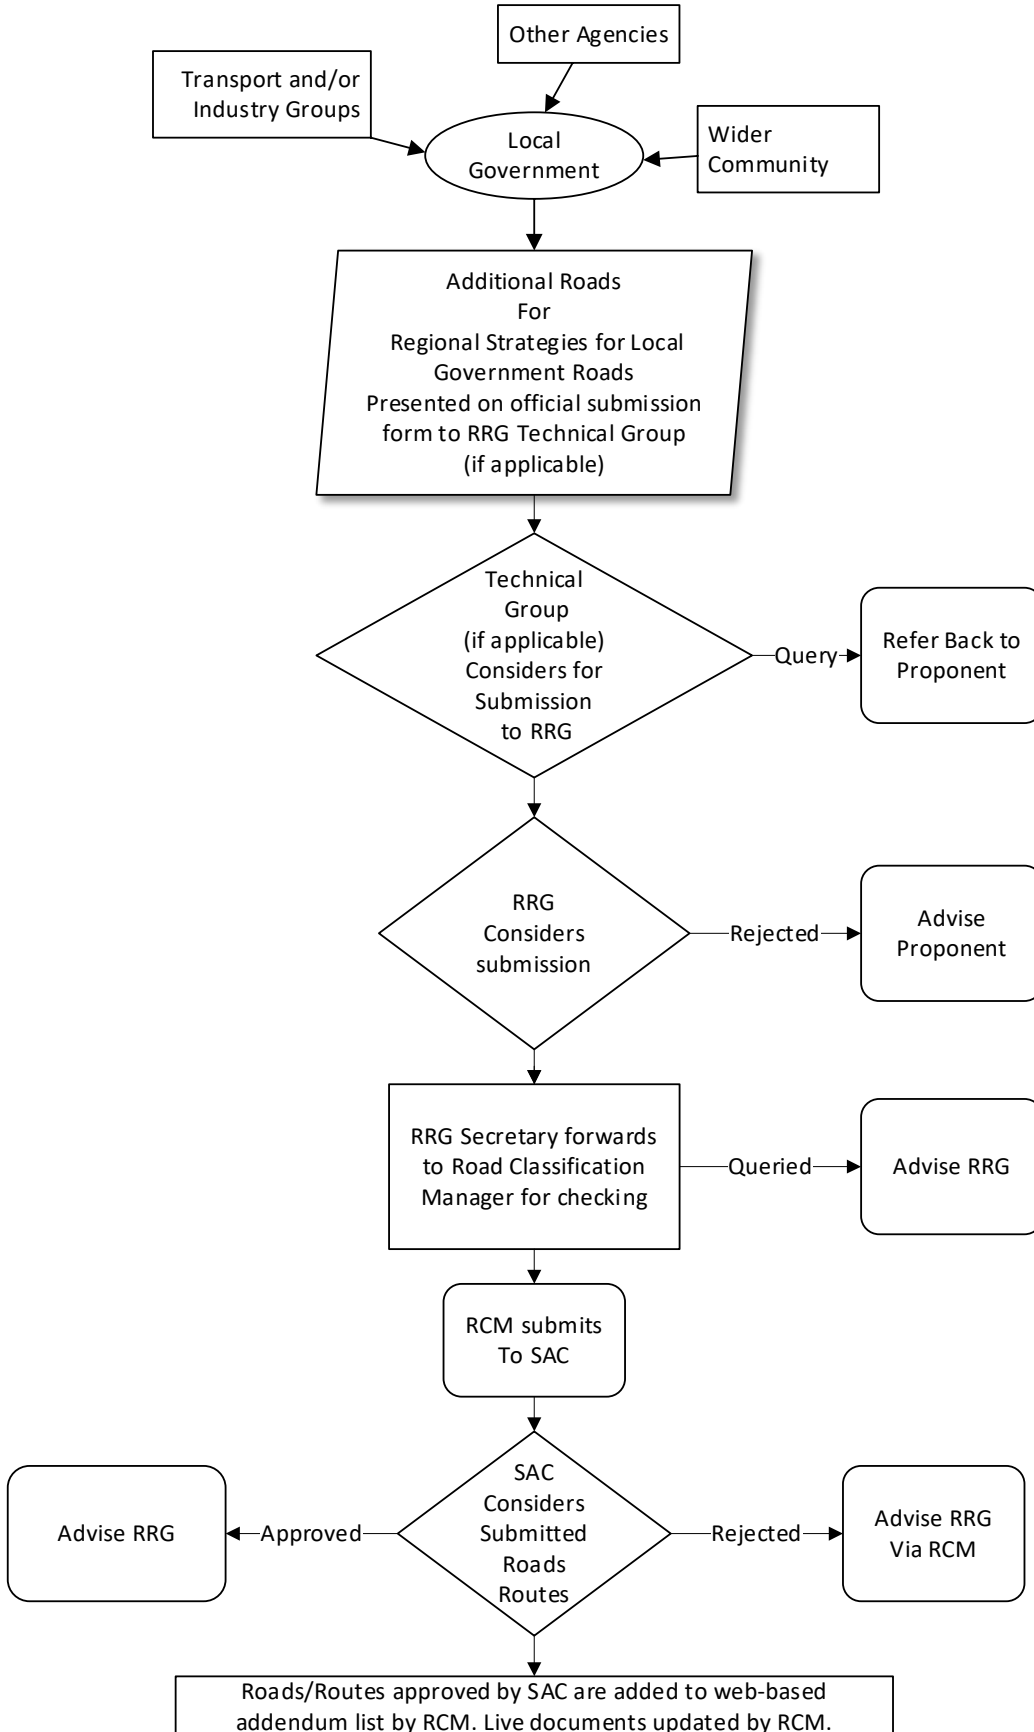 Other Agencies
Transport and/or
Industry Groups
Local
Government
Wider
Community
Additional Roads
For
Regional Strategies for Local
Government Roads
Presented on official submission
form to RRG Technical Group
(if applicable)
Technical
Group
(if applicable)
Considers for
Submission
to RRG
Query
Refer Back to
Proponent
RRG
Considers
submission
Rejected
Advise
Proponent
RRG Secretary forwards
to Road Classification
Manager for checking
Queried
Advise RRG
RCM submits
To SAC
SAC
Considers
Submitted
Roads
Routes
Approved
Advise RRG
Rejected
Advise RRG
Via RCM
Roads/Routes approved by SAC are added to web-based
addendum list by RCM. Live documents updated by RCM.